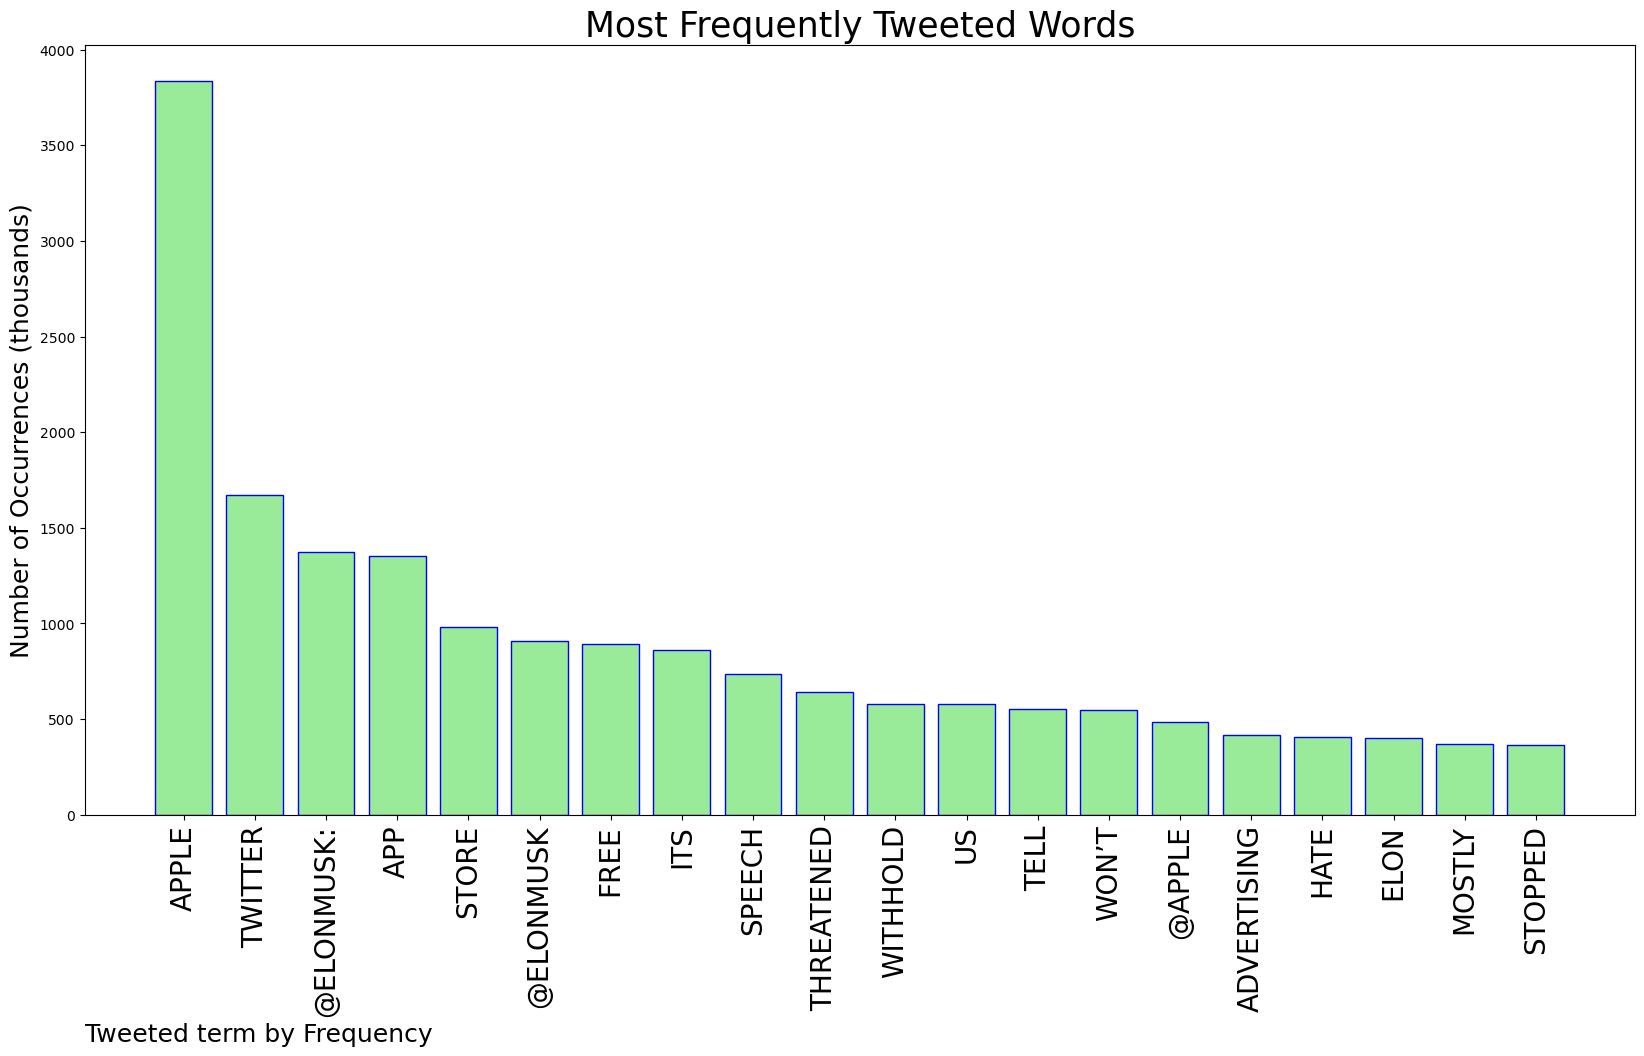 Most Frequently Tweeted Words
Number of Occurrences (thousands)
4000
3500
3000
2500
2000
1500
1000
500
0
APPLE
TWITTER
@ELONMUSK:
APP
STORE
@ELONMUSK
FREE
ITS
SPEECH
THREATENED
WITHHOLD
US
TELL
WON’T
@APPLE
ADVERTISING
HATE
ELON
MOSTLY
STOPPED
Tweeted term by Frequency